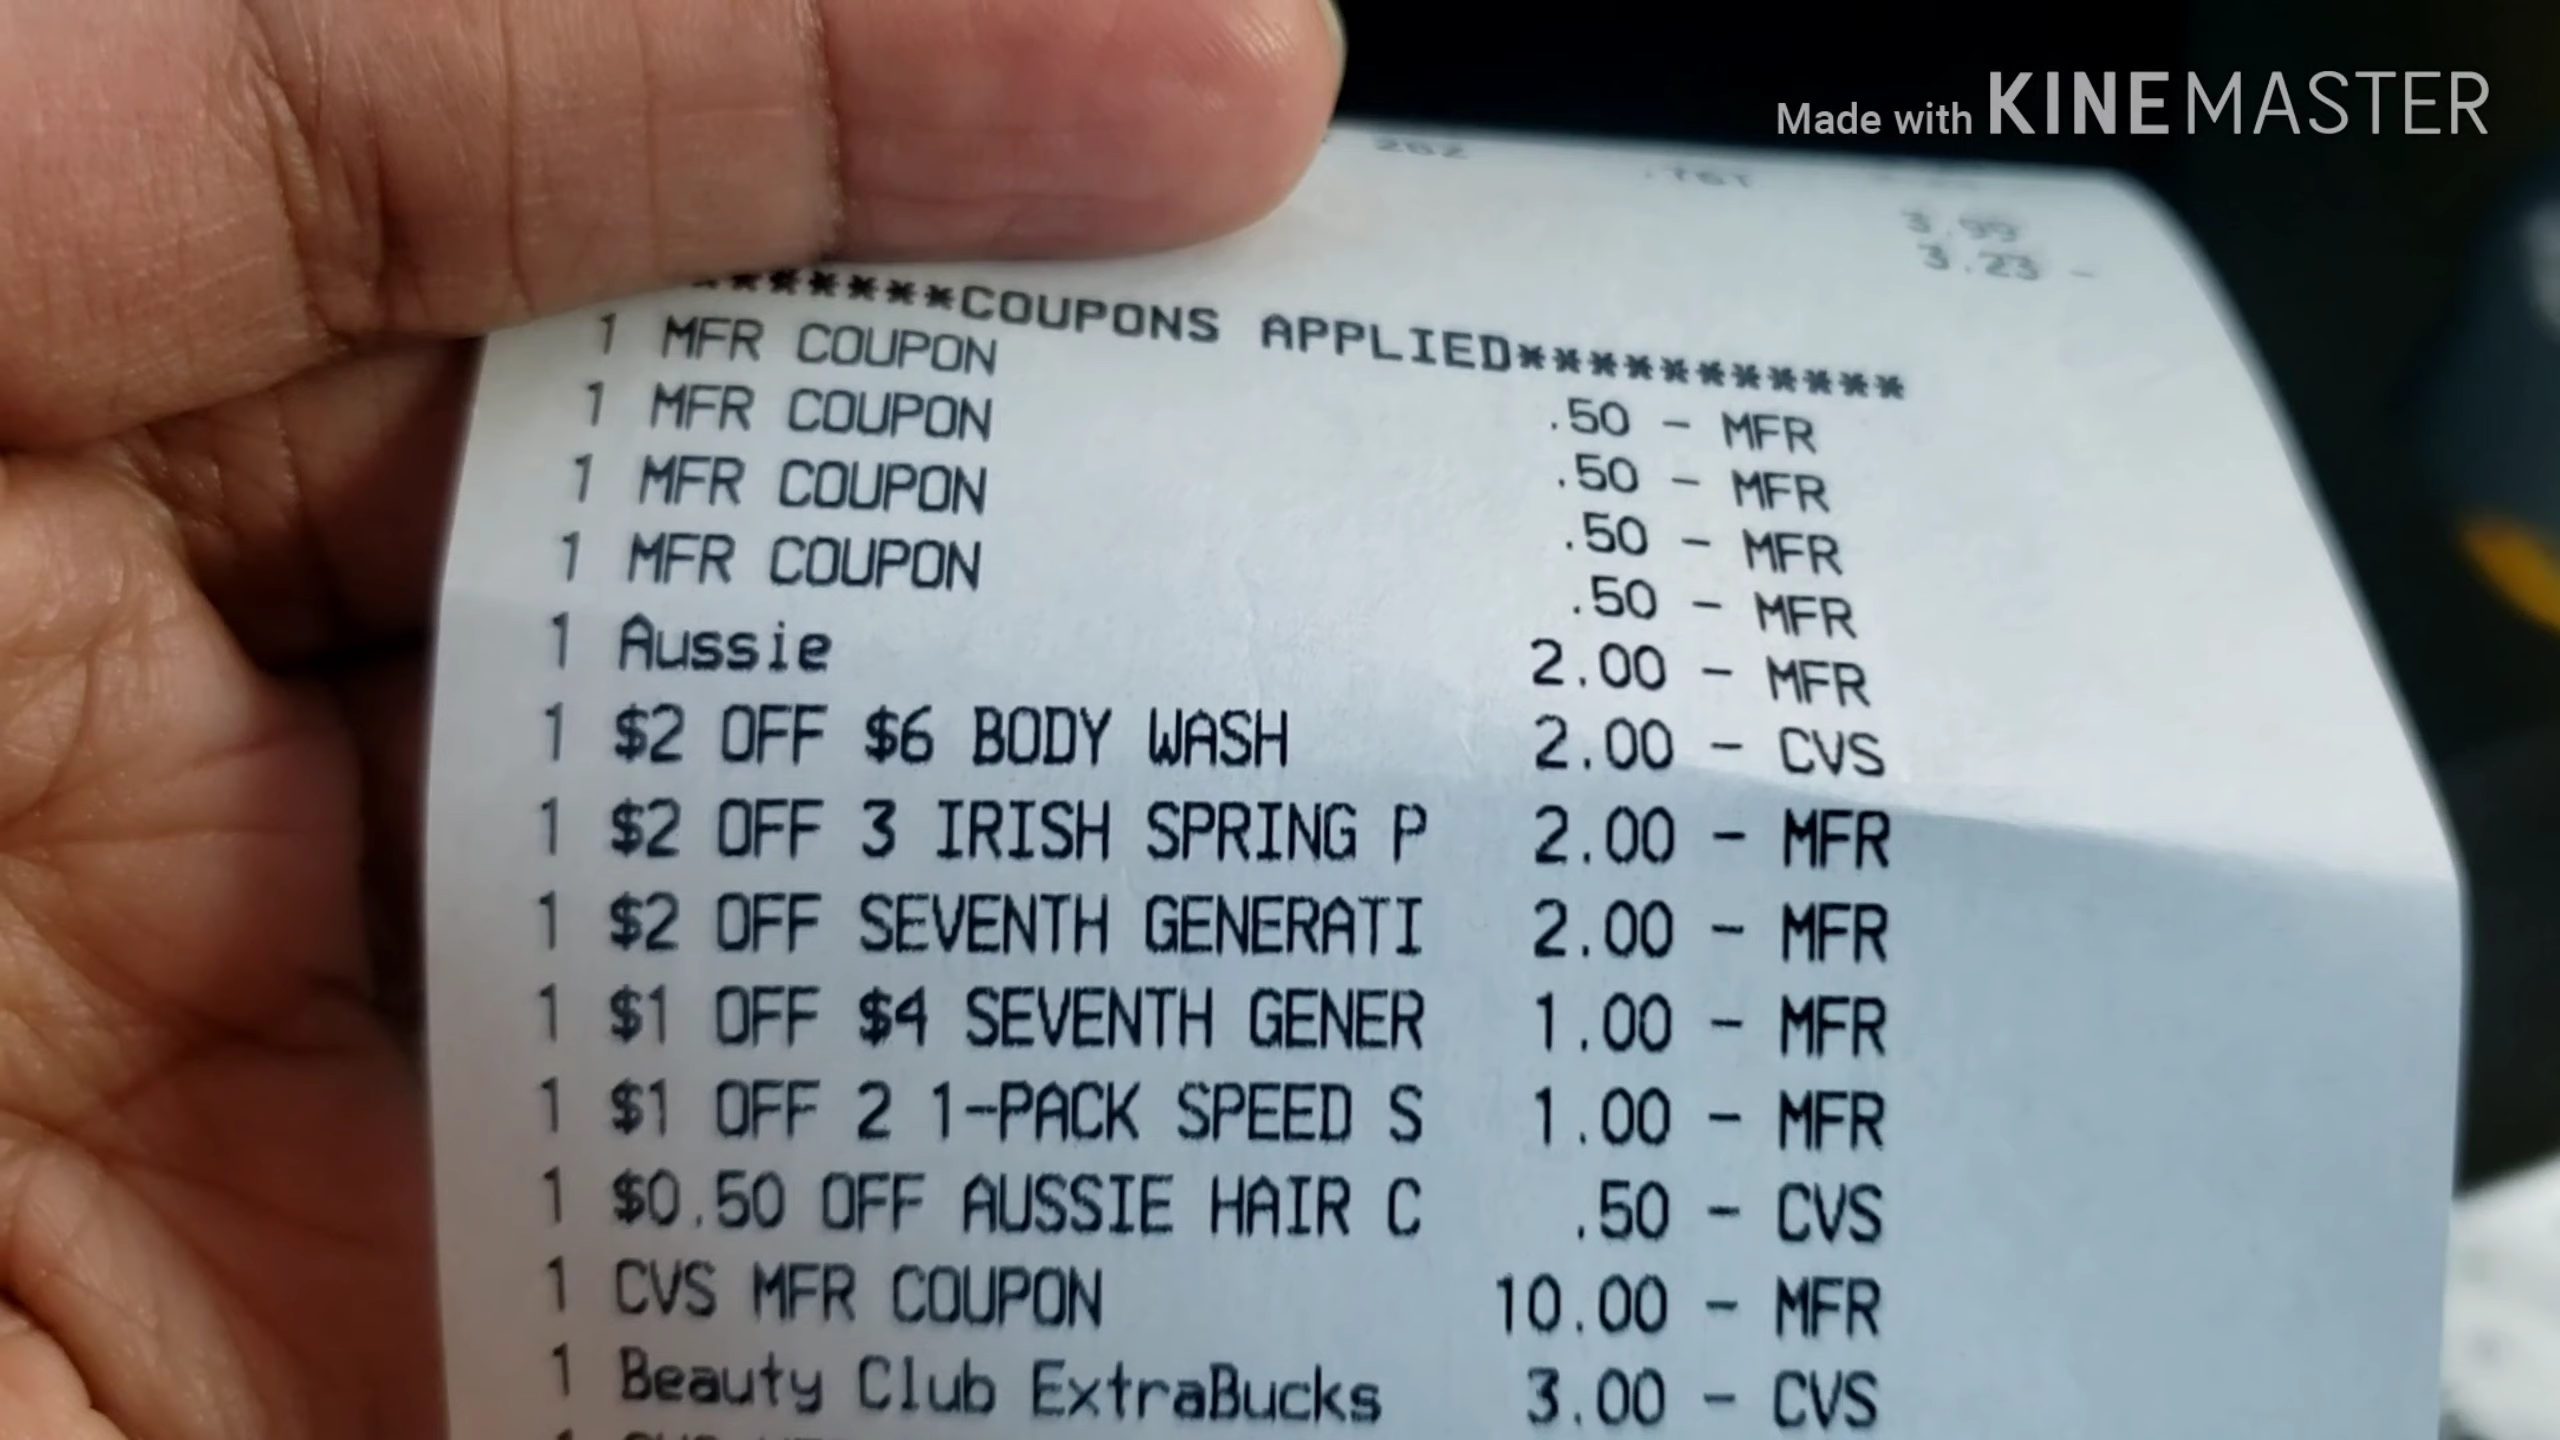 Made with KINEMASTER
3.99
3.23 -
*******COUPONS APPLIED***********
1 MFR COUPON .50 - MFR
1 MFR COUPON .50 - MFR
1 MFR COUPON .50 - MFR
1 MFR COUPON .50 - MFR
1 Aussie 2.00 - MFR
1 $2 OFF $6 BODY WASH 2.00 - CVS
1 $2 OFF 3 IRISH SPRING P 2.00 - MFR
1 $2 OFF SEVENTH GENERATI 2.00 - MFR
1 $1 OFF $4 SEVENTH GENER 1.00 - MFR
1 $1 OFF 2 1-PACK SPEED S 1.00 - MFR
1 $0.50 OFF AUSSIE HAIR C .50 - CVS
1 CVS MFR COUPON 10.00 - MFR
1 Beauty Club ExtraBucks 3.00 - CVS